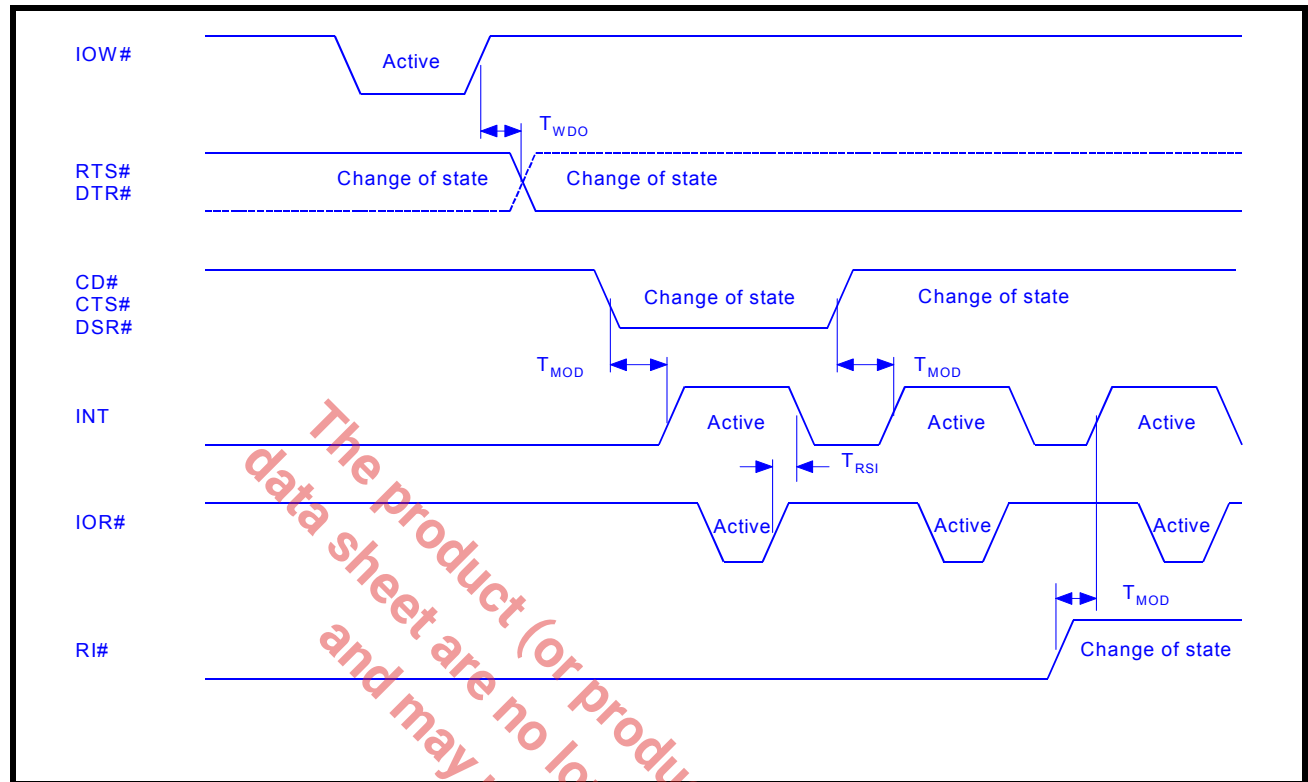 IOW#
Active
TWDO
RTS#
DTR#
Change of state
Change of state
CD#
CTS#
DSR#
Change of state
Change of state
TMOD
TMOD
INT
Active
Active
Active
TRSI
IOR#
Active
Active
Active
TMOD
RI#
Change of state
The product (or produ
data sheet are no lo
and may